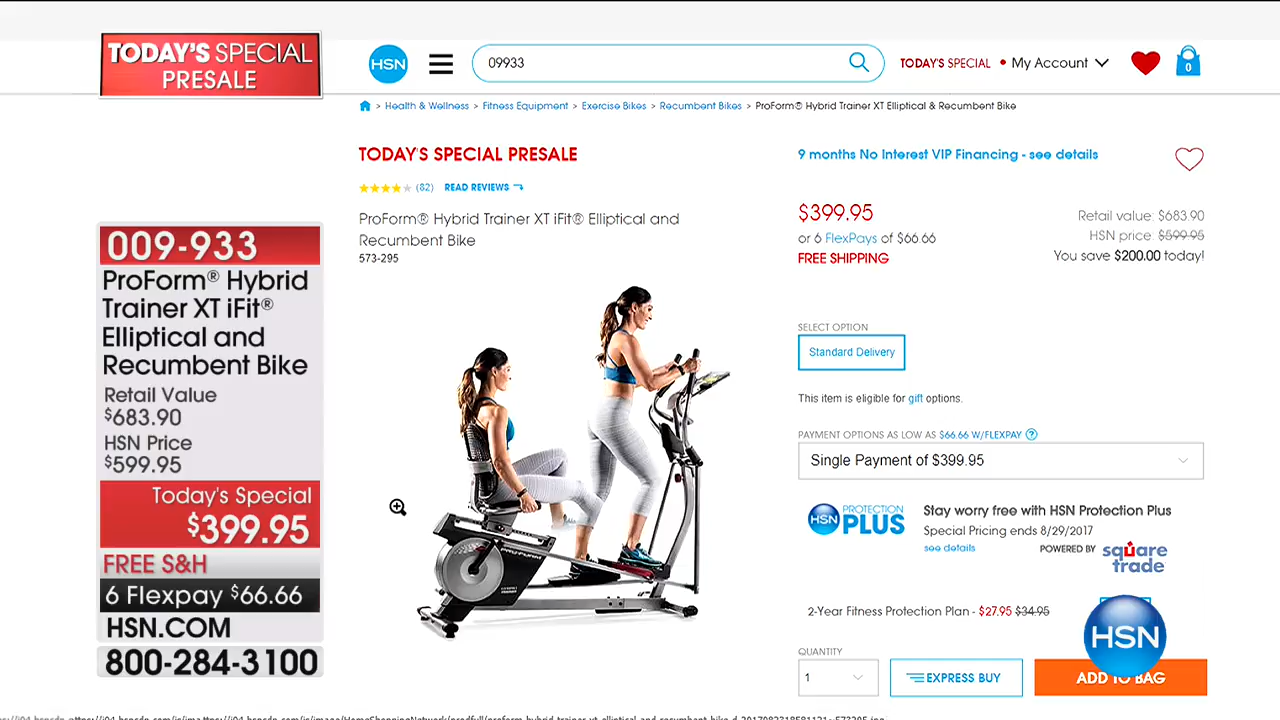 TODAY'S SPECIAL
PRESALE
HSN
09933
TODAY'S SPECIAL • My Account
0
> Health & Wellness > Fitness Equipment > Exercise Bikes > Recumbent Bikes > ProForm® Hybrid Trainer XT Elliptical & Recumbent Bike
TODAY'S SPECIAL PRESALE
(82) READ REVIEWS
ProForm® Hybrid Trainer XT iFit® Elliptical and
Recumbent Bike
573-295
9 months No Interest VIP Financing - see details
$399.95
or 6 FlexPays of $66.66
FREE SHIPPING
Retail value: $683.90
HSN price: $599.95
You save $200.00 today!
SELECT OPTION
Standard Delivery
This item is eligible for gift options.
PAYMENT OPTIONS AS LOW AS $66.66 W/FLEXPAY ?
Single Payment of $399.95
HSN PROTECTION PLUS
Stay worry free with HSN Protection Plus
Special Pricing ends 8/29/2017
see details
POWERED BY square trade
2-Year Fitness Protection Plan - $27.95 $34.95
HSN
QUANTITY
1
EXPRESS BUY
ADD TO BAG
009-933
ProForm® Hybrid
Trainer XT iFit®
Elliptical and
Recumbent Bike
Retail Value
$683.90
HSN Price
$599.95
Today's Special
$399.95
FREE S&H
6 Flexpay $66.66
HSN.COM
800-284-3100
PRO-FORM